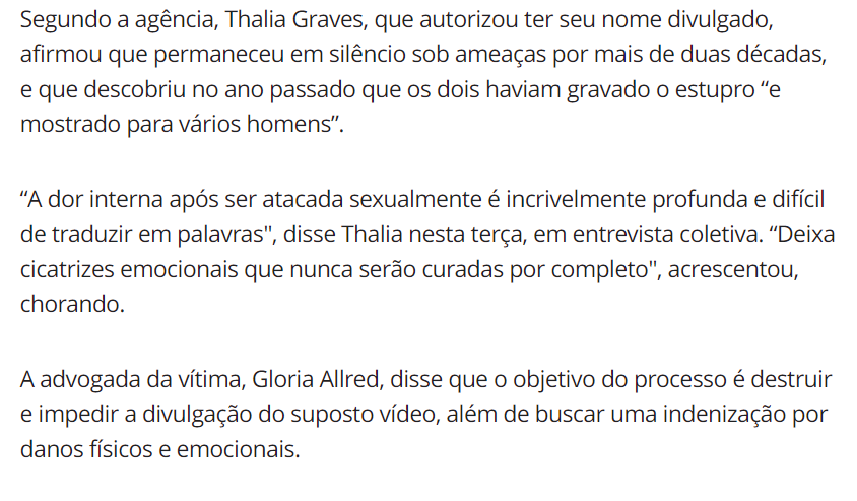 Segundo a agência, Thalia Graves, que autorizou ter seu nome divulgado,
afirmou que permaneceu em silêncio sob ameaças por mais de duas décadas,
e que descobriu no ano passado que os dois haviam gravado o estupro “e
mostrado para vários homens”.
“A dor interna após ser atacada sexualmente é incrivelmente profunda e difícil
de traduzir em palavras", disse Thalia nesta terça, em entrevista coletiva. “Deixa
cicatrizes emocionais que nunca serão curadas por completo", acrescentou,
chorando.
A advogada da vítima, Gloria Allred, disse que o objetivo do processo é destruir
e impedir a divulgação do suposto vídeo, além de buscar uma indenização por
danos físicos e emocionais.